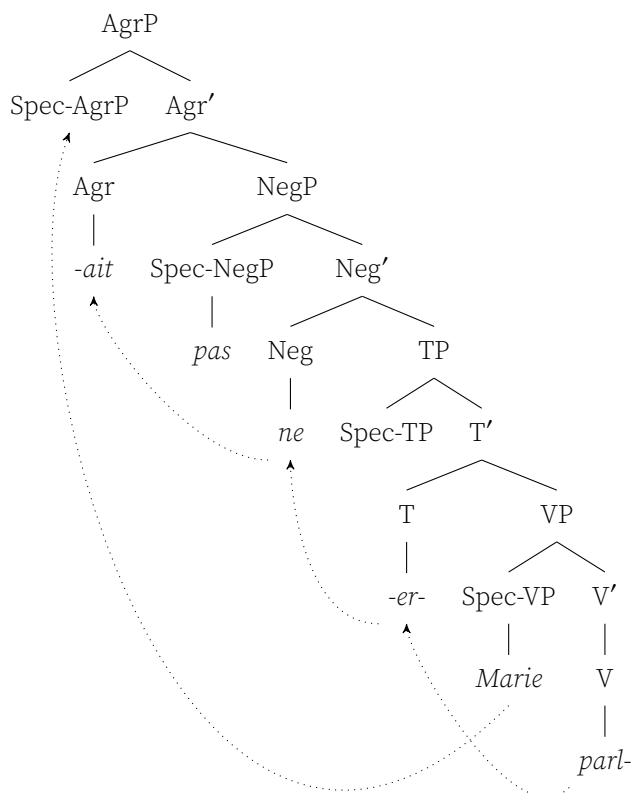 AgrP
Spec-AgrP Agr′
Agr NegP
-ait Spec-NegP Neg′
pas Neg TP
ne Spec-TP T′
T VP
-er- Spec-VP V′
Marie V
parl-